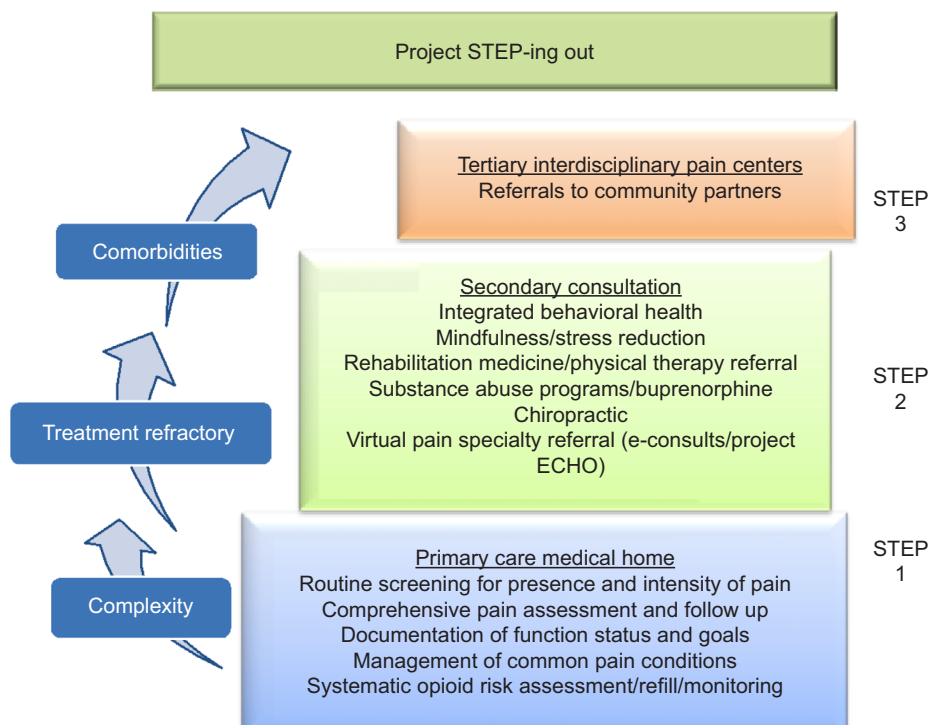 Project STEP-ing out
Tertiary interdisciplinary pain centers
Referrals to community partners
STEP
3
Comorbidities
Secondary consultation
Integrated behavioral health
Mindfulness/stress reduction
Rehabilitation medicine/physical therapy referral
Substance abuse programs/buprenorphine
Chiropractic
Virtual pain specialty referral (e-consults/project
ECHO)
STEP
2
Treatment refractory
Primary care medical home
Routine screening for presence and intensity of pain
Comprehensive pain assessment and follow up
Documentation of function status and goals
Management of common pain conditions
Systematic opioid risk assessment/refill/monitoring
STEP
1
Complexity